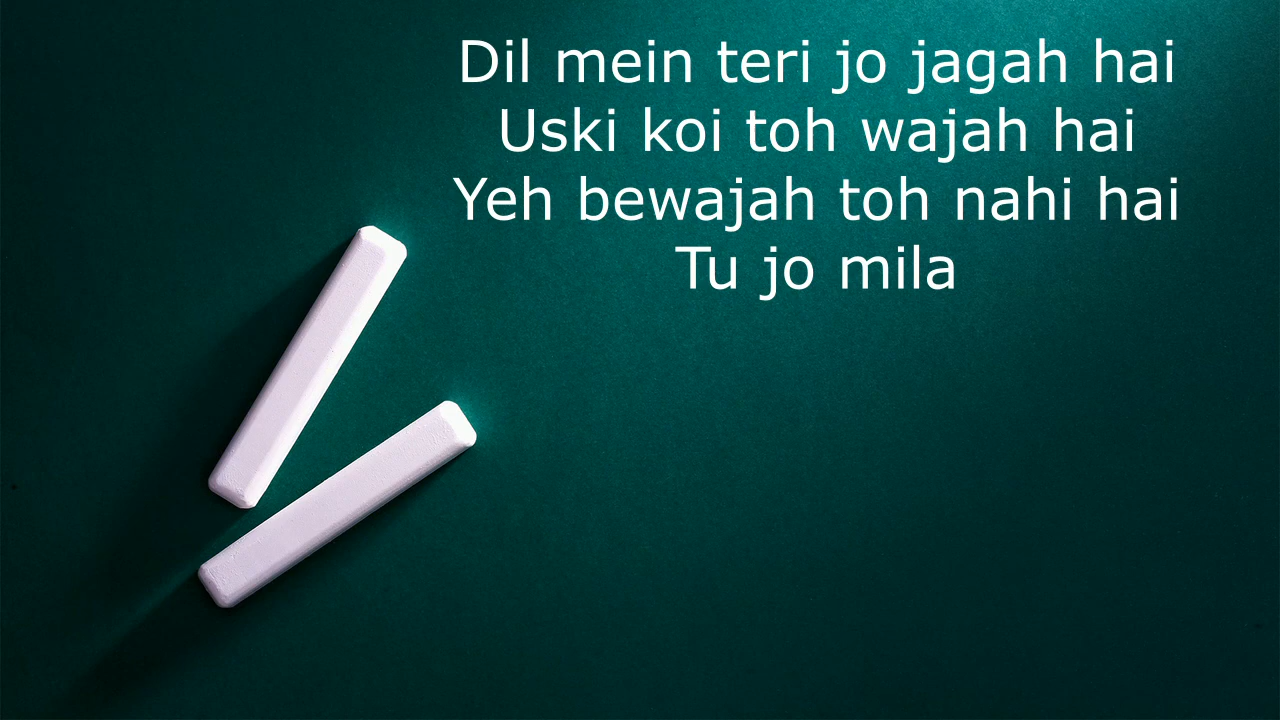 Dil mein teri jo jagah hai
Uski koi toh wajah hai
Yeh bewajah toh nahi hai
Tu jo mila